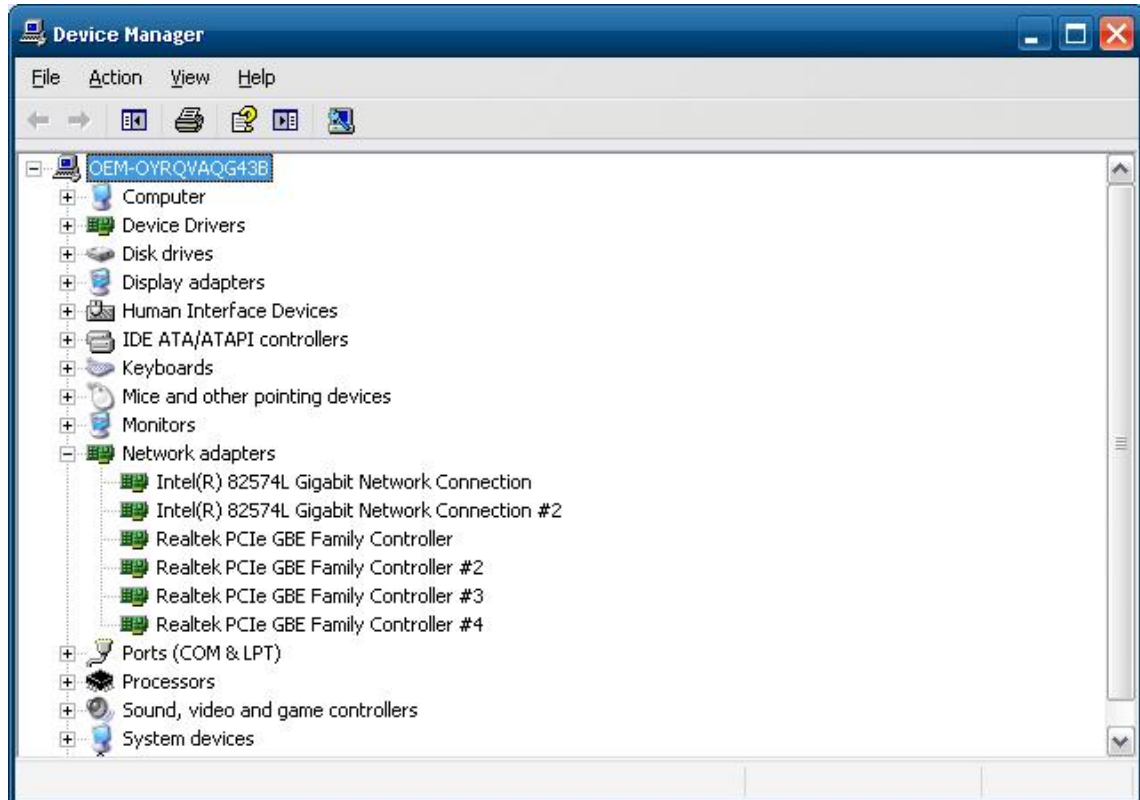 Device Manager
File Action View Help
OEM-OYRQVAQG43B
Computer
Device Drivers
Disk drives
Display adapters
Human Interface Devices
IDE ATA/ATAPI controllers
Keyboards
Mice and other pointing devices
Monitors
Network adapters
Intel(R) 82574L Gigabit Network Connection
Intel(R) 82574L Gigabit Network Connection #2
Realtek PCIe GBE Family Controller
Realtek PCIe GBE Family Controller #2
Realtek PCIe GBE Family Controller #3
Realtek PCIe GBE Family Controller #4
Ports (COM & LPT)
Processors
Sound, video and game controllers
System devices